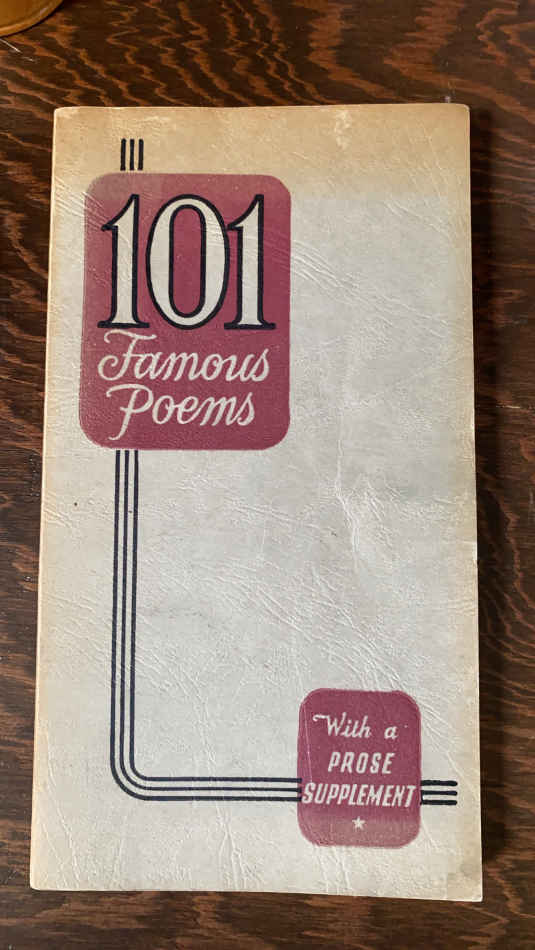 101
Famous
Poems
With a
PROSE
SUPPLEMENT